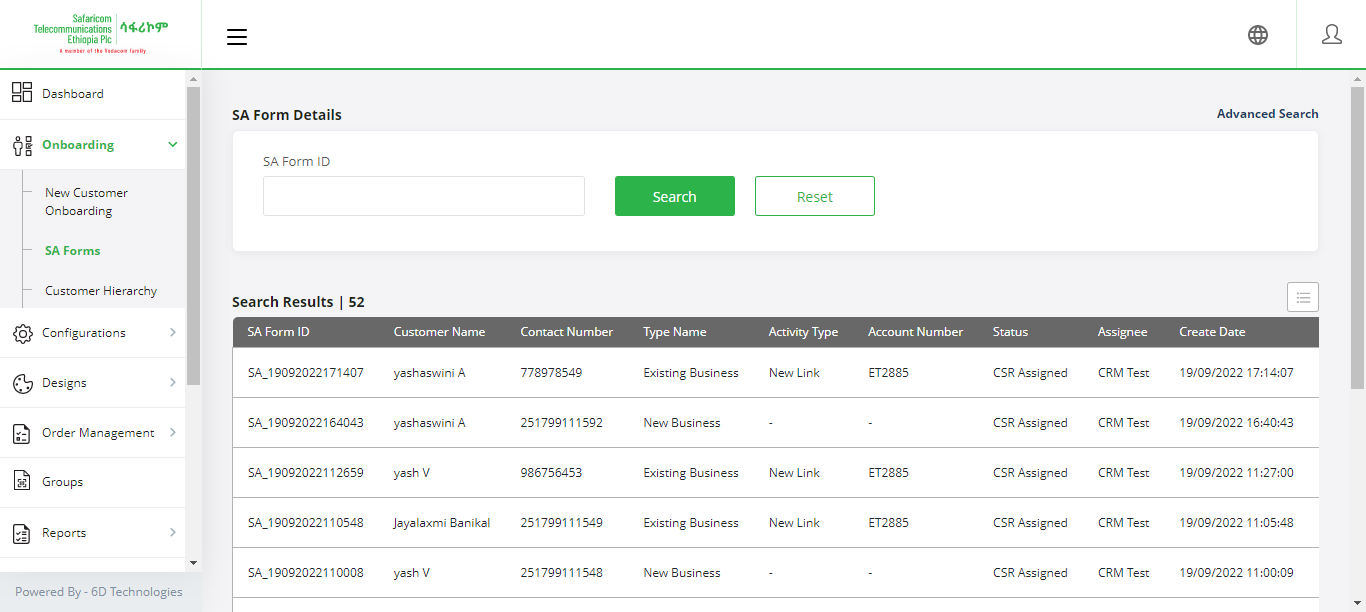 Safaricom
Telecommunications
Ethiopia Plc
ሳፋሪኮም
A member of the Vodacom family
Dashboard
Onboarding
New Customer
Onboarding
SA Forms
Customer Hierarchy
Configurations
Designs
Order Management
Groups
Reports
Powered By - 6D Technologies
SA Form Details
Advanced Search
SA Form ID
Search
Reset
Search Results | 52
SA Form ID Customer Name Contact Number Type Name Activity Type Account Number Status Assignee Create Date
SA_19092022171407 yashaswini A 778978549 Existing Business New Link ET2885 CSR Assigned CRM Test 19/09/2022 17:14:07
SA_19092022164043 yashaswini A 251799111592 New Business - - CSR Assigned CRM Test 19/09/2022 16:40:43
SA_19092022112659 yash V 986756453 Existing Business New Link ET2885 CSR Assigned CRM Test 19/09/2022 11:27:00
SA_19092022110548 Jayalaxmi Banikal 251799111549 Existing Business New Link ET2885 CSR Assigned CRM Test 19/09/2022 11:05:48
SA_19092022110008 yash V 251799111548 New Business - - CSR Assigned CRM Test 19/09/2022 11:00:09